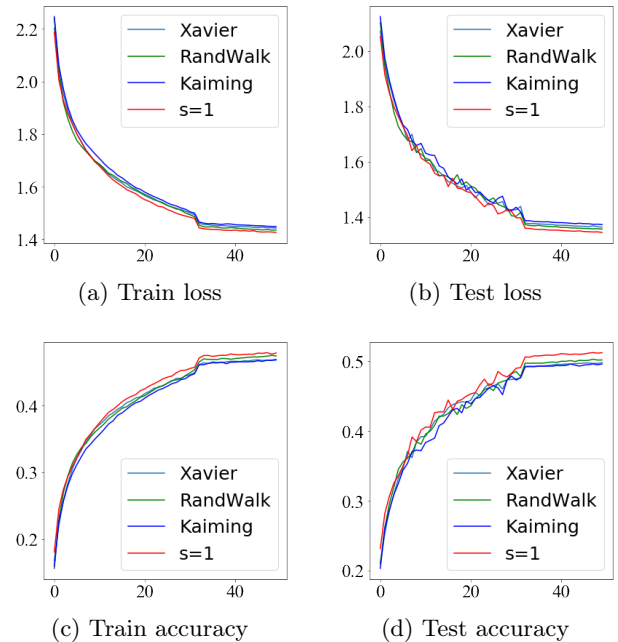 2.2
2.0
1.8
1.6
1.4
0
20
40
Xavier
RandWalk
Kaiming
s=1
(a) Train loss
2.0
1.8
1.6
1.4
0
20
40
Xavier
RandWalk
Kaiming
s=1
(b) Test loss
0.4
0.3
0.2
0
20
40
Xavier
RandWalk
Kaiming
s=1
(c) Train accuracy
0.5
0.4
0.3
0.2
0
20
40
Xavier
RandWalk
Kaiming
s=1
(d) Test accuracy